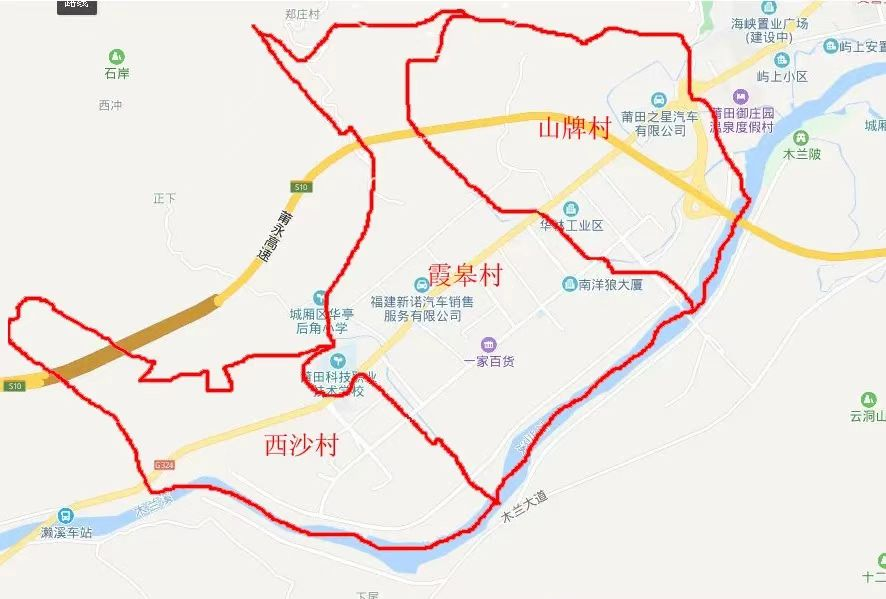 路线
郑庄村
海峡置业广场
(建设中)
屿上安置
石岸
屿上小区
西冲
莆田之星汽车
有限公司
莆田御庄园
温泉度假村
山牌村
城厢
木兰陂
S10
正下
莆永高速
华林工业区
霞皋村
南洋狼大厦
福建新诺汽车销售
服务有限公司
城厢区华亭
后角小学
一家百货
莆田科技职业
技术学校
S10
云洞山
西沙村
G324
木兰溪
木兰大道
濑溪车站
十二
下尾